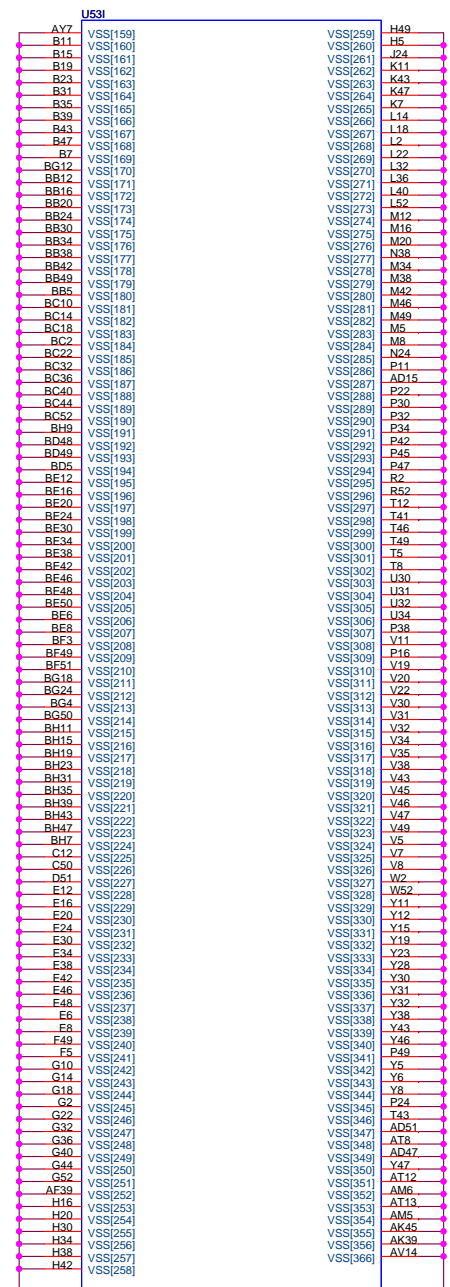 U53I
AY7 VSS[159] VSS[259] H49
B11 VSS[160] VSS[260] H5
B15 VSS[161] VSS[261] J24
B19 VSS[162] VSS[262] K11
B23 VSS[163] VSS[263] K43
B31 VSS[164] VSS[264] K47
B35 VSS[165] VSS[265] K7
B39 VSS[166] VSS[266] L14
B43 VSS[167] VSS[267] L18
B47 VSS[168] VSS[268] L2
B7 VSS[169] VSS[269] L22
BG12 VSS[170] VSS[270] L32
BB12 VSS[171] VSS[271] L36
BB16 VSS[172] VSS[272] L40
BB20 VSS[173] VSS[273] L52
BB24 VSS[174] VSS[274] M12
BB30 VSS[175] VSS[275] M16
BB34 VSS[176] VSS[276] M20
BB38 VSS[177] VSS[277] N38
BB42 VSS[178] VSS[278] M34
BB49 VSS[179] VSS[279] M38
BB5 VSS[180] VSS[280] M42
BC10 VSS[181] VSS[281] M46
BC14 VSS[182] VSS[282] M49
BC18 VSS[183] VSS[283] M5
BC2 VSS[184] VSS[284] M8
BC22 VSS[185] VSS[285] N24
BC32 VSS[186] VSS[286] P11
BC36 VSS[187] VSS[287] AD15
BC40 VSS[188] VSS[288] P22
BC44 VSS[189] VSS[289] P30
BC52 VSS[190] VSS[290] P32
BH9 VSS[191] VSS[291] P34
BD48 VSS[192] VSS[292] P42
BD49 VSS[193] VSS[293] P45
BD5 VSS[194] VSS[294] P47
BE12 VSS[195] VSS[295] R2
BE16 VSS[196] VSS[296] R52
BE20 VSS[197] VSS[297] T12
BE24 VSS[198] VSS[298] T41
BE30 VSS[199] VSS[299] T46
BE34 VSS[200] VSS[300] T49
BE38 VSS[201] VSS[301] T5
BE42 VSS[202] VSS[302] T8
BE46 VSS[203] VSS[303] U30
BE48 VSS[204] VSS[304] U31
BE50 VSS[205] VSS[305] U32
BE6 VSS[206] VSS[306] U34
BE8 VSS[207] VSS[307] P38
BF3 VSS[208] VSS[308] V11
BF49 VSS[209] VSS[309] P16
BF51 VSS[210] VSS[310] V19
BG18 VSS[211] VSS[311] V20
BG24 VSS[212] VSS[312] V22
BG4 VSS[213] VSS[313] V30
BG50 VSS[214] VSS[314] V31
BH11 VSS[215] VSS[315] V32
BH15 VSS[216] VSS[316] V34
BH19 VSS[217] VSS[317] V35
BH23 VSS[218] VSS[318] V38
BH31 VSS[219] VSS[319] V43
BH35 VSS[220] VSS[320] V45
BH39 VSS[221] VSS[321] V46
BH43 VSS[222] VSS[322] V47
BH47 VSS[223] VSS[323] V49
BH7 VSS[224] VSS[324] V5
C12 VSS[225] VSS[325] V7
C50 VSS[226] VSS[326] V8
D51 VSS[227] VSS[327] W2
E12 VSS[228] VSS[328] W52
E16 VSS[229] VSS[329] Y11
E20 VSS[230] VSS[330] Y12
E24 VSS[231] VSS[331] Y15
E30 VSS[232] VSS[332] Y19
E34 VSS[233] VSS[333] Y23
E38 VSS[234] VSS[334] Y28
E42 VSS[235] VSS[335] Y30
E46 VSS[236] VSS[336] Y31
E48 VSS[237] VSS[337] Y32
E6 VSS[238] VSS[338] Y38
E8 VSS[239] VSS[339] Y43
F49 VSS[240] VSS[340] Y46
F5 VSS[241] VSS[341] P49
G10 VSS[242] VSS[342] Y5
G14 VSS[243] VSS[343] Y6
G18 VSS[244] VSS[344] Y8
G2 VSS[245] VSS[345] P24
G22 VSS[246] VSS[346] T43
G32 VSS[247] VSS[347] AD51
G36 VSS[248] VSS[348] AT8
G40 VSS[249] VSS[349] AD47
G44 VSS[250] VSS[350] Y47
G52 VSS[251] VSS[351] AT12
AF39 VSS[252] VSS[352] AM6
H16 VSS[253] VSS[353] AT13
H20 VSS[254] VSS[354] AM5
H30 VSS[255] VSS[355] AK45
H34 VSS[256] VSS[356] AK39
H38 VSS[257] VSS[366] AV14
H42 VSS[258]